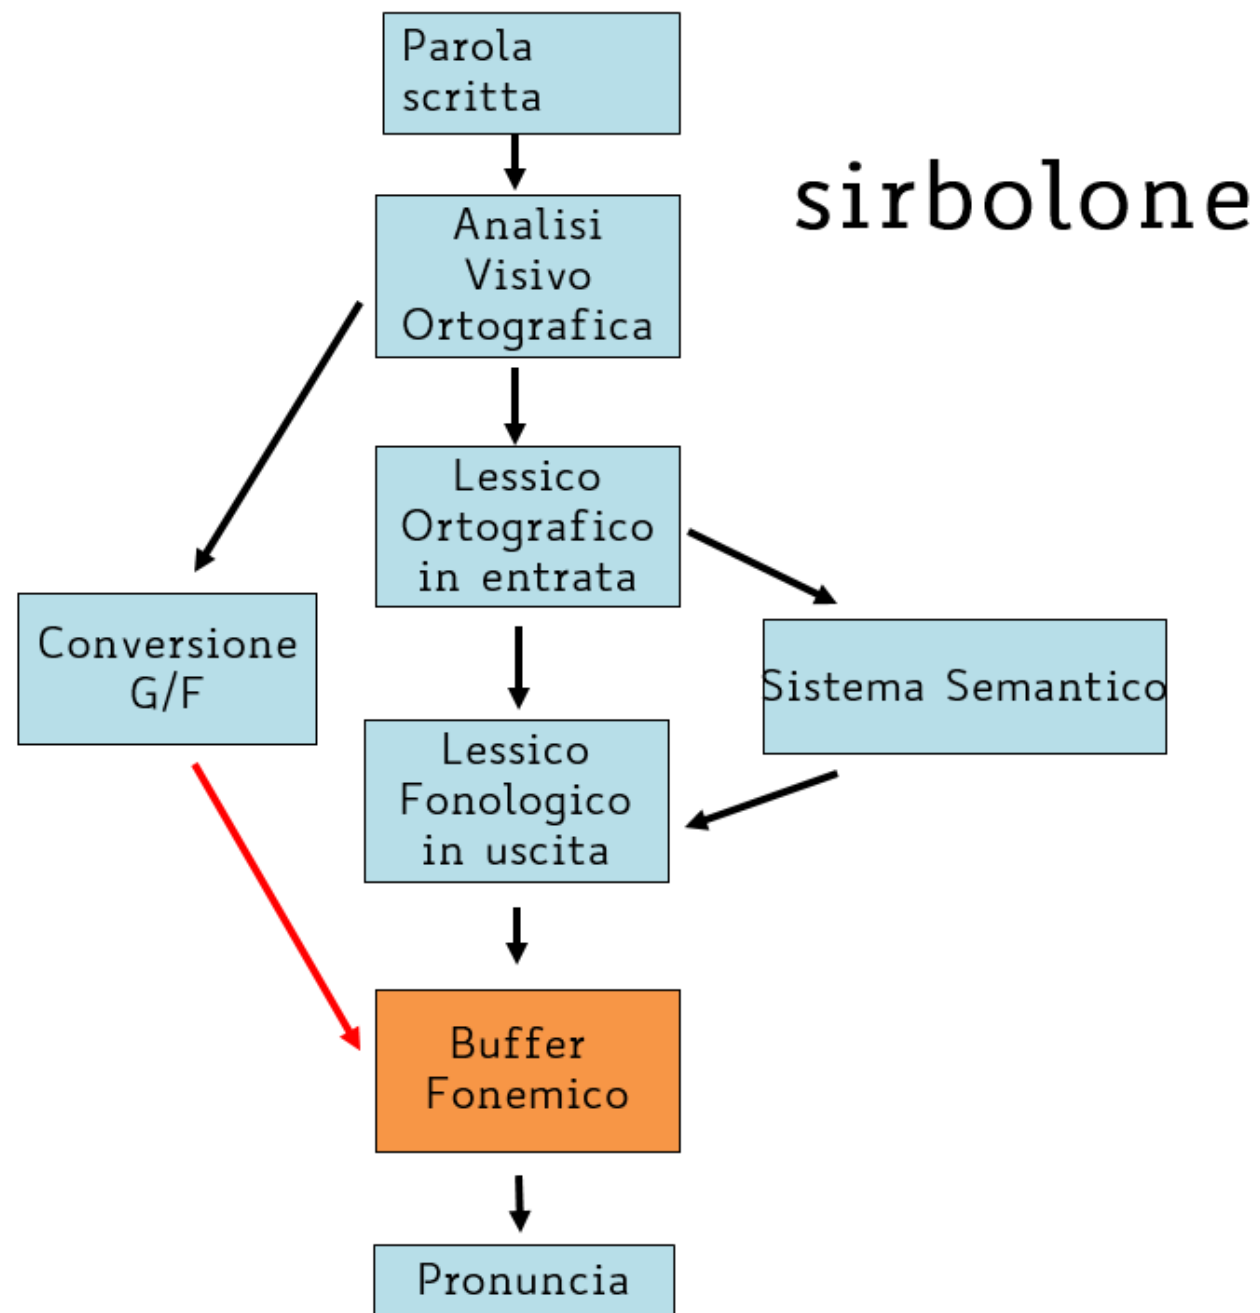 Parola
scritta
sirbolone
Analisi
Visivo
Ortografica
Lessico
Ortografico
in entrata
Conversione
G/F
Sistema Semantico
Lessico
Fonologico
in uscita
Buffer
Fonemico
Pronuncia